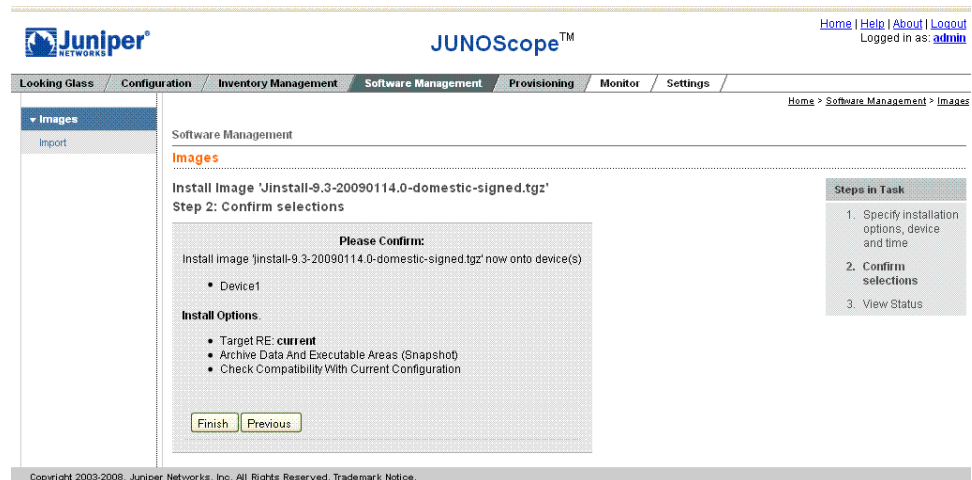 Juniper®
NETWORKS
JUNOScope™
Home | Help | About | Logout
Logged in as: admin
Looking Glass / Configuration / Inventory Management / Software Management / Provisioning / Monitor / Settings /
Home > Software Management > Images
Images
Import
Software Management
Images
Install Image 'Jinstall-9.3-20090114.0-domestic-signed.tgz'
Step 2: Confirm selections
Please Confirm:
Install image 'jinstall-9.3-20090114.0-domestic-signed.tgz' now onto device(s)
• Device1
Install Options.
• Target RE: current
• Archive Data And Executable Areas (Snapshot)
• Check Compatibility With Current Configuration
Finish Previous
Steps in Task
1. Specify installation
options, device
and time
2. Confirm
selections
3. View Status
Copyright 2003-2008, Juniper Networks, Inc. All Rights Reserved. Trademark Notice.